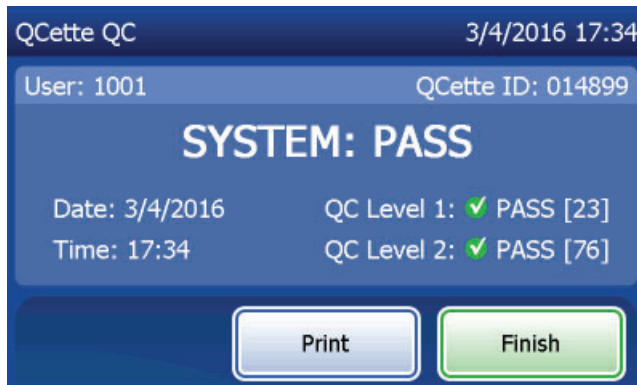 QCette QC 3/4/2016 17:34
User: 1001 QCette ID: 014899
SYSTEM: PASS
Date: 3/4/2016 QC Level 1: PASS [23]
Time: 17:34 QC Level 2: PASS [76]
Print Finish